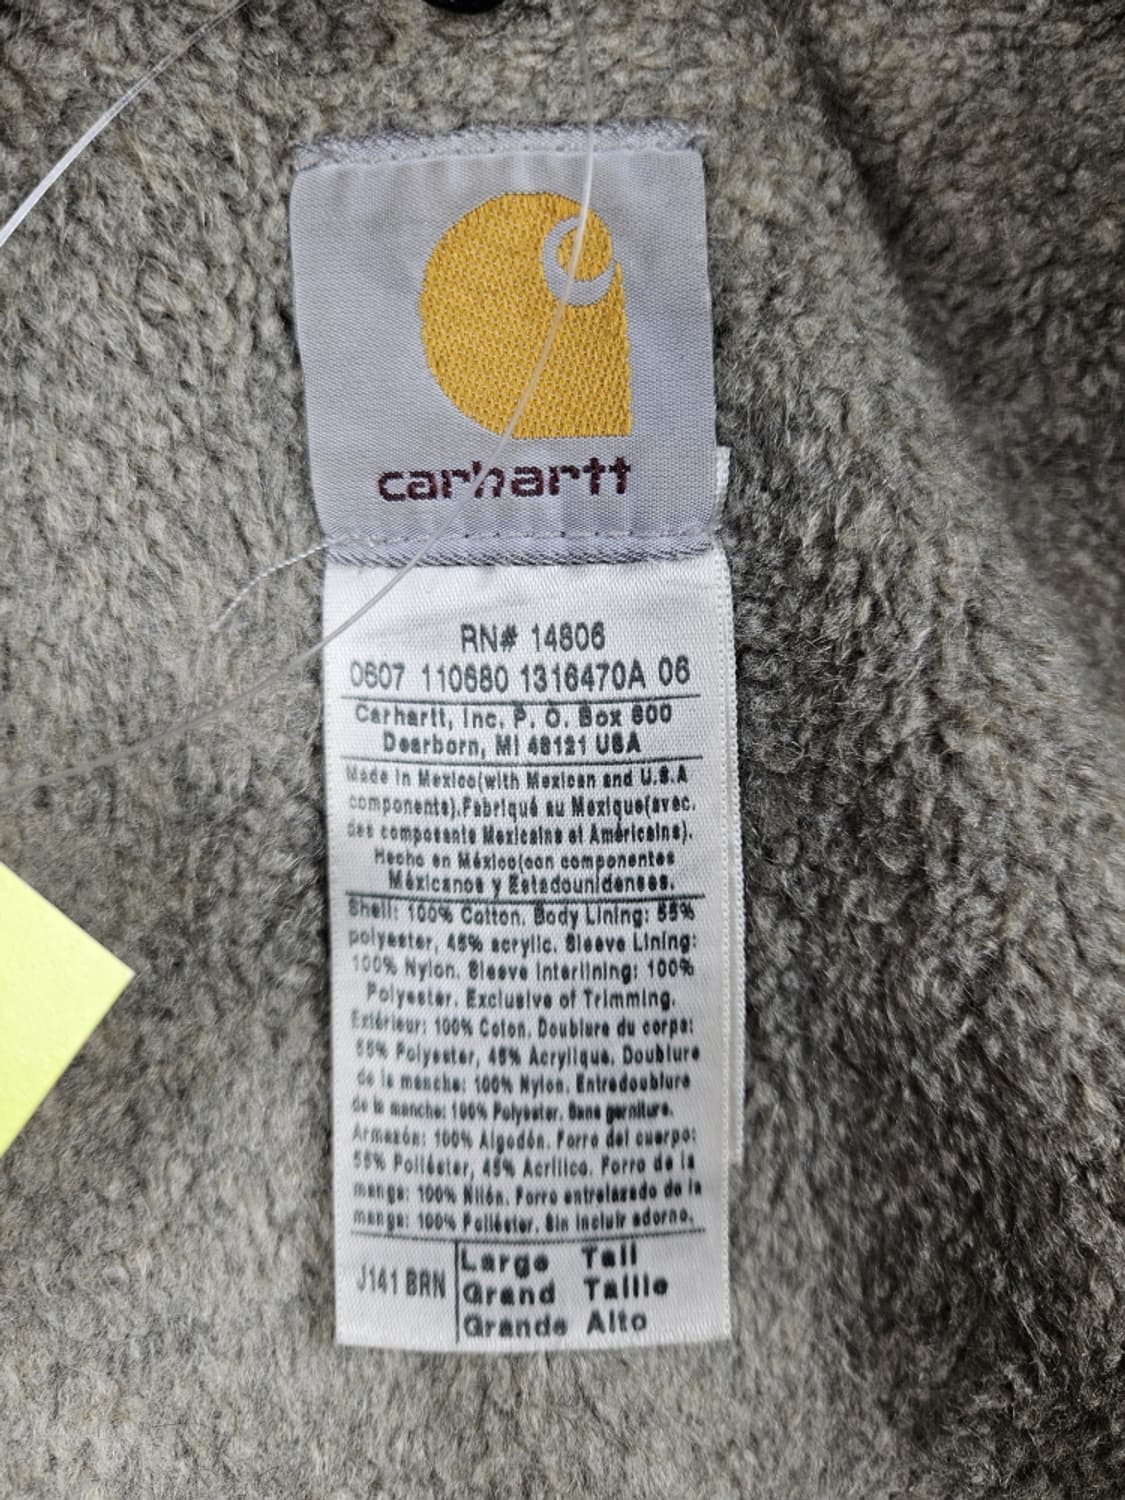 carhartt
RN# 14806
0607 110680 1316470A 06
Carhartt, Inc. P. O. Box 600
Dearborn, MI 48121 USA
Made in Mexico(with Mexican and U.S.A
components).Fabriqué au Mexique(avec.
des composants Mexicains et Américains).
Hecho en México(con componentes
Méxicanos y Estadounidenses.
Shell: 100% Cotton. Body Lining: 55%
polyester, 45% acrylic. Sleeve Lining:
100% Nylon. Sleeve Interlining: 100%
Polyester. Exclusive of Trimming.
Extérieur: 100% Coton. Doublure du corps:
55% Polyester, 45% Acrylique. Doublure
de la manche: 100% Nylon. Entredoublure
de la manche: 100% Polyester. Sans garniture.
Armazón: 100% Algodón. Forro del cuerpo:
55% Poliéster, 45% Acrílico. Forro de la
manga: 100% Nilón. Forro entrelazado de la
manga: 100% Poliéster. Sin incluir adorno.
J141 BRN
Large Tall
Grand Taille
Grande Alto